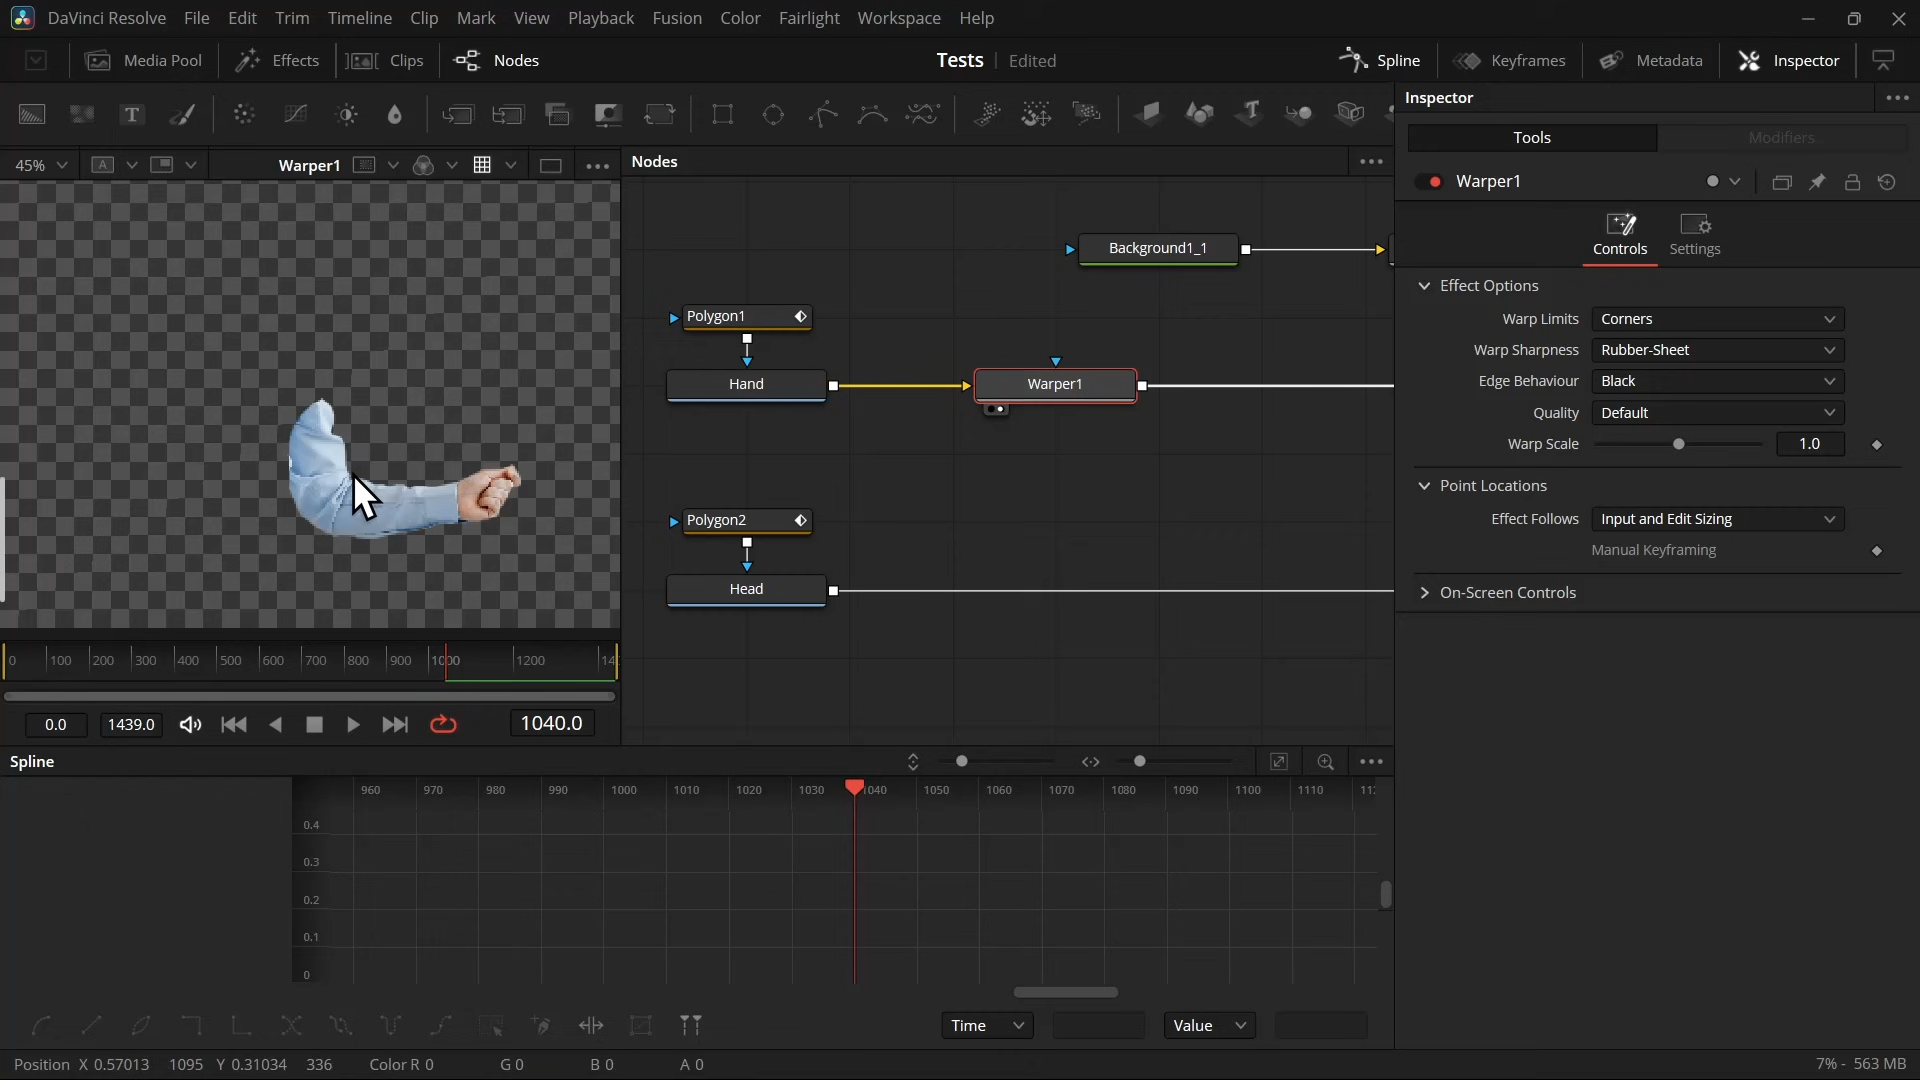 DaVinci Resolve File Edit Trim Timeline Clip Mark View Playback Fusion Color Fairlight Workspace Help
Media Pool Effects Clips Nodes Tests Edited Spline Keyframes Metadata Inspector
Inspector
Tools Modifiers
45% A Warper1 Nodes
Warper1
Controls Settings
Effect Options
Warp Limits Corners
Warp Sharpness Rubber-Sheet
Edge Behaviour Black
Quality Default
Warp Scale 1.0
Point Locations
Effect Follows Input and Edit Sizing
Manual Keyframing
On-Screen Controls
Background1_1
Polygon1
Hand
Warper1
Polygon2
Head
0 100 200 300 400 500 600 700 800 900 1000 1200 14
0.0 1439.0 1040.0
Spline
960 970 980 990 1000 1010 1020 1030 1040 1050 1060 1070 1080 1090 1100 1110 11
0.4
0.3
0.2
0.1
0
Time Value
Position X 0.57013 1095 Y 0.31034 336 Color R 0 G 0 B 0 A 0 7% - 563 MB